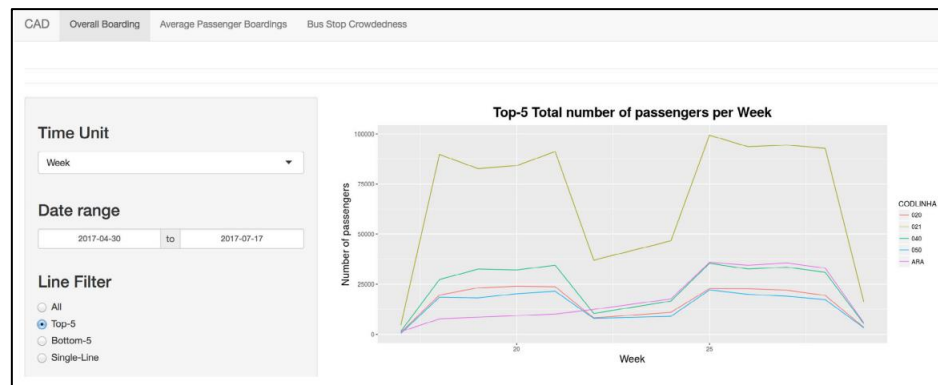 CAD Overall Boarding Average Passenger Boardings Bus Stop Crowdedness
Time Unit
Week
Date range
2017-04-30 to 2017-07-17
Line Filter
All
Top-5
Bottom-5
Single-Line
Top-5 Total number of passengers per Week
Number of passengers
100000
75000
50000
25000
0
20
25
Week
CODLINHA
020
021
040
050
ARA